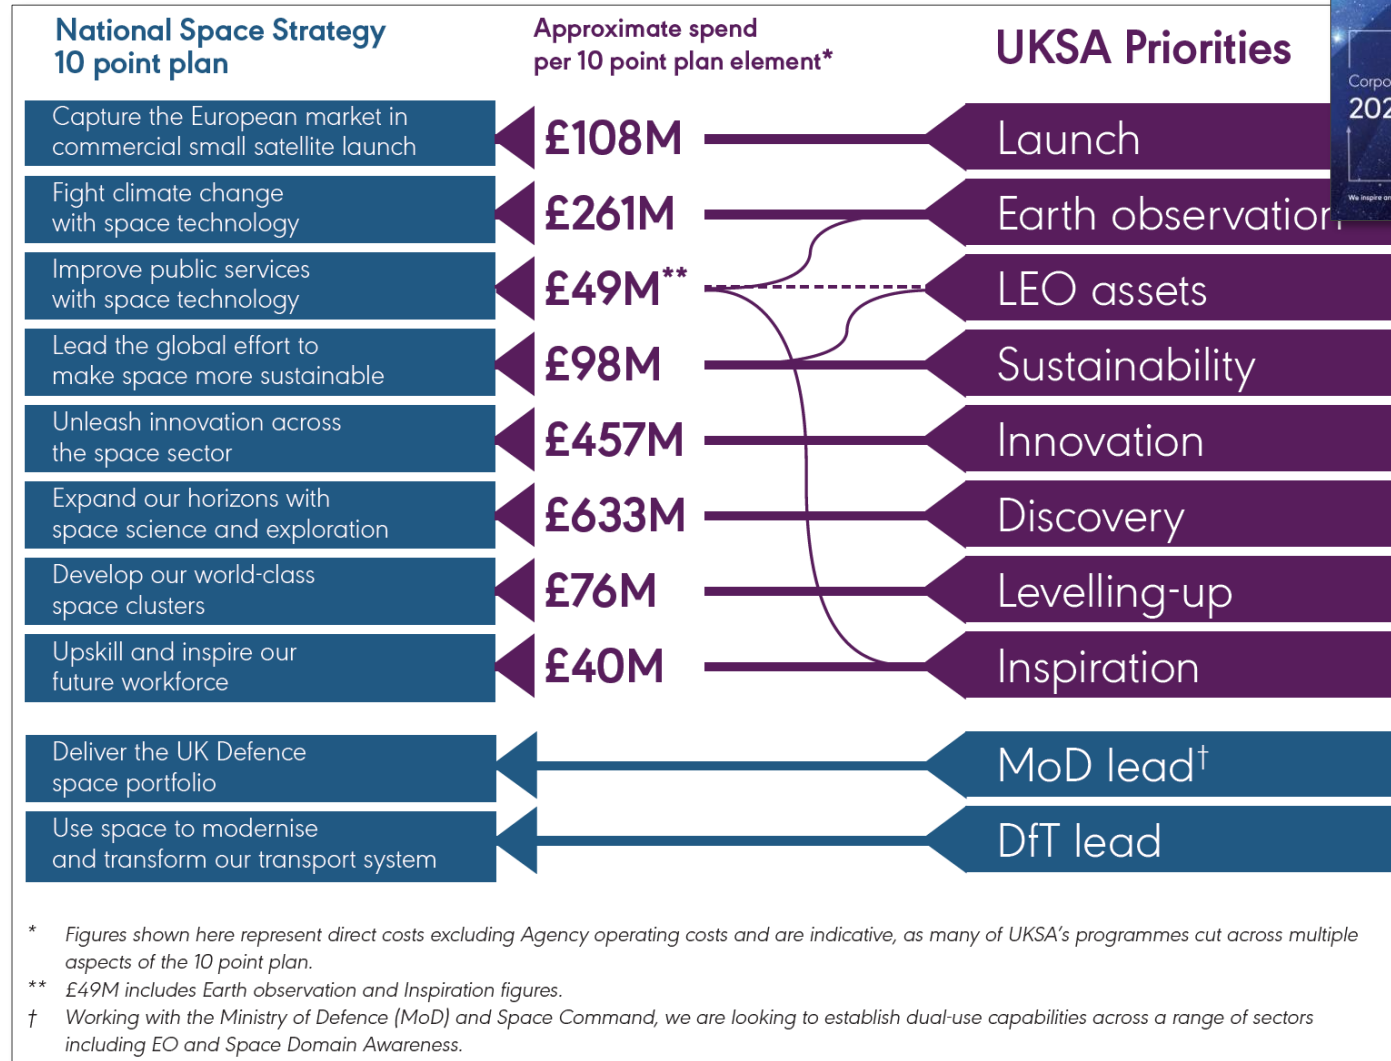 National Space Strategy
10 point plan
Approximate spend
per 10 point plan element*
UKSA Priorities
202
We inspire an
Capture the European market in
commercial small satellite launch
£108M
Launch
Fight climate change
with space technology
£261M
Earth observation
Improve public services
with space technology
£49M**
LEO assets
Lead the global effort to
make space more sustainable
£98M
Sustainability
Unleash innovation across
the space sector
£457M
Innovation
Expand our horizons with
space science and exploration
£633M
Discovery
Develop our world-class
space clusters
£76M
Levelling-up
Upskill and inspire our
future workforce
£40M
Inspiration
Deliver the UK Defence
space portfolio
MoD lead†
Use space to modernise
and transform our transport system
DfT lead
* Figures shown here represent direct costs excluding Agency operating costs and are indicative, as many of UKSA's programmes cut across multiple
aspects of the 10 point plan.
** £49M includes Earth observation and Inspiration figures.
† Working with the Ministry of Defence (MoD) and Space Command, we are looking to establish dual-use capabilities across a range of sectors
including EO and Space Domain Awareness.